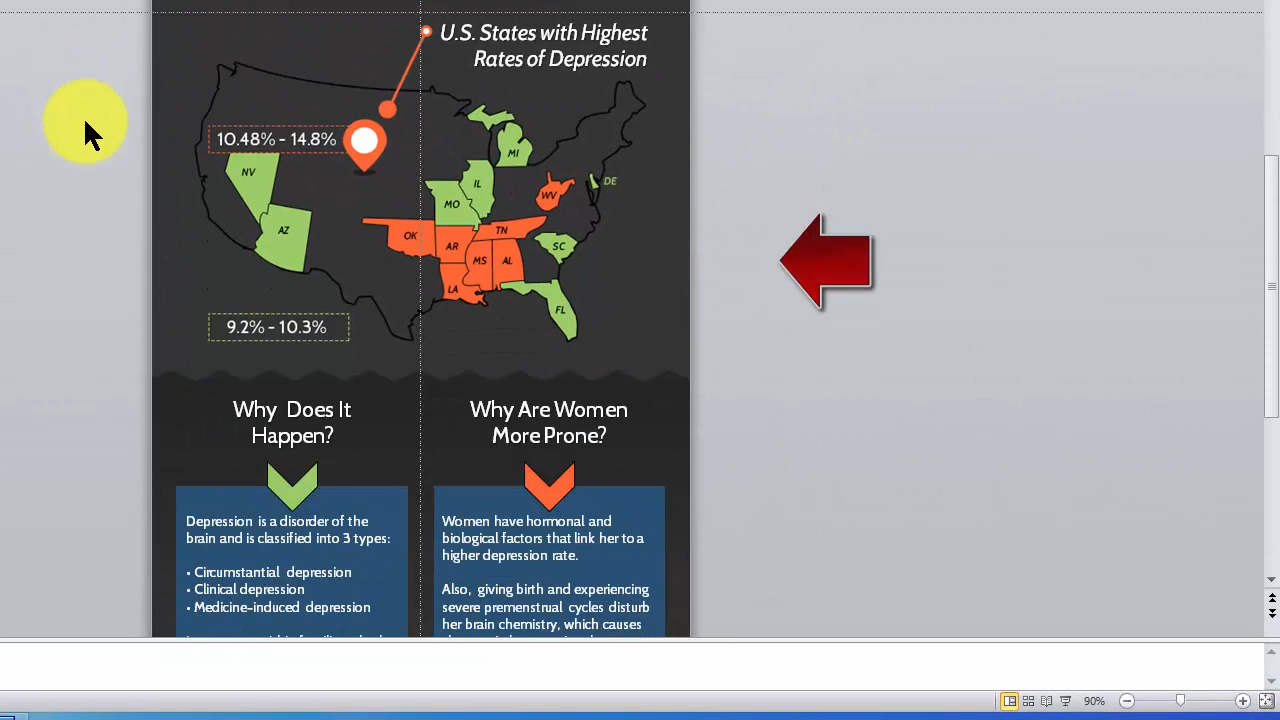 U.S. States with Highest
Rates of Depression
10.48% - 14.8%
NV
AZ
MI
IL
MO
DE
WV
OK
AR
TN
MS
AL
SC
LA
FL
9.2% - 10.3%
Why Does It
Happen?
Why Are Women
More Prone?
Depression is a disorder of the
brain and is classified into 3 types:
• Circumstantial depression
• Clinical depression
• Medicine-induced depression
Women have hormonal and
biological factors that link her to a
higher depression rate.
Also, giving birth and experiencing
severe premenstrual cycles disturb
her brain chemistry, which causes
90%